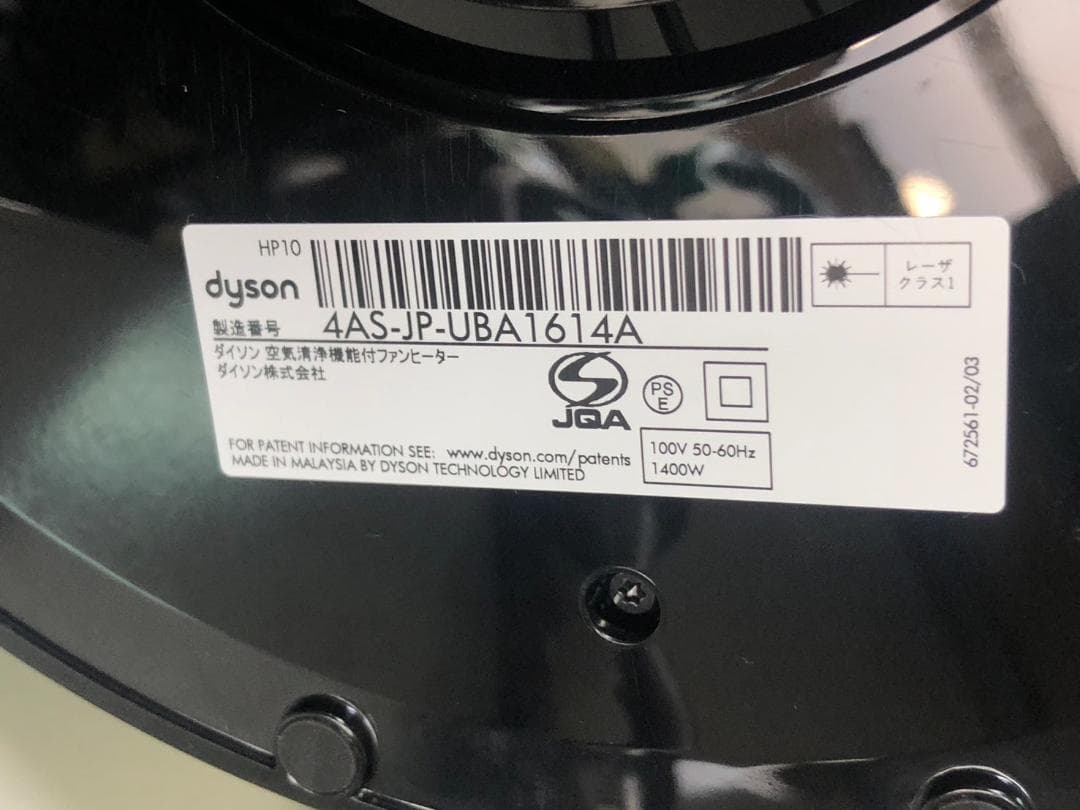 HP10
dyson
レーザ
クラス1
製造番号 4AS-JP-UBA1614A
ダイソン 空気清浄機能付ファンヒーター
ダイソン株式会社
JQA
PS
E
FOR PATENT INFORMATION SEE: www.dyson.com/patents
MADE IN MALAYSIA BY DYSON TECHNOLOGY LIMITED
100V 50-60Hz
1400W
672561-02/03